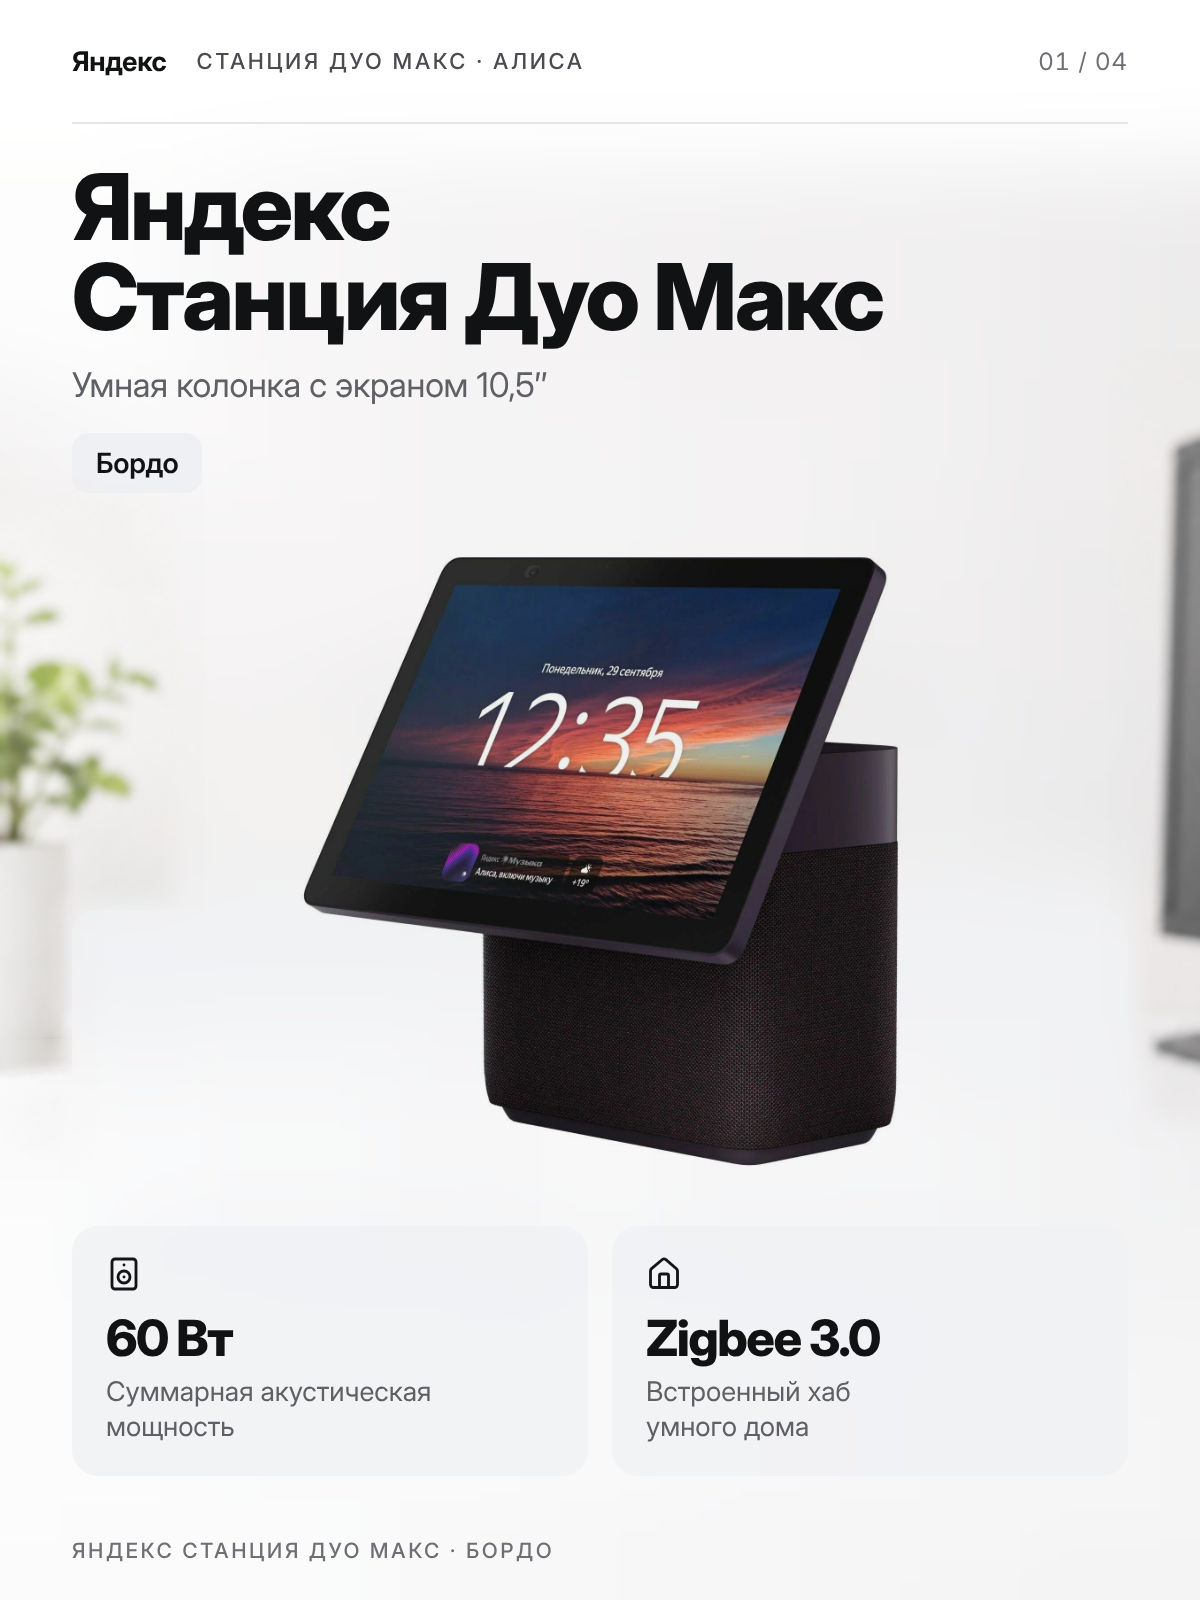 Яндекс СТАНЦИЯ ДУО МАКС · АЛИСА 01 / 04
Яндекс
Станция Дуо Макс
Умная колонка с экраном 10,5″
Бордо
Понедельник, 29 сентября
12:35
Яндекс Музыка
Алиса, включи музыку +19°
60 Вт
Суммарная акустическая
мощность
Zigbee 3.0
Встроенный хаб
умного дома
ЯНДЕКС СТАНЦИЯ ДУО МАКС · БОРДО